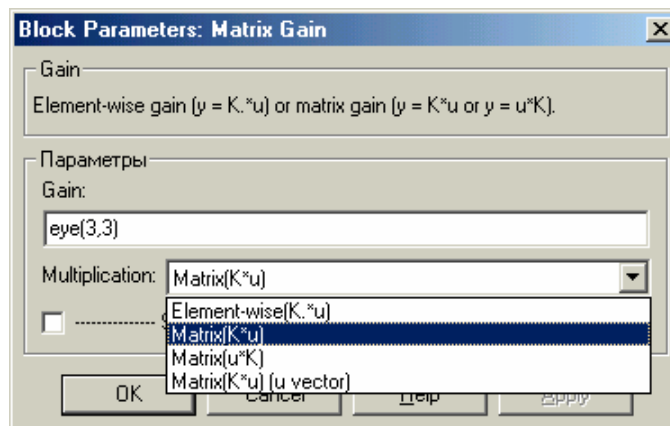 Block Parameters: Matrix Gain
Gain
Element-wise gain (y = K.*u) or matrix gain (y = K*u or y = u*K).
Параметры
Gain:
eye(3,3)
Multiplication: Matrix(K*u)
Element-wise(K.*u)
Matrix(K*u)
Matrix(u*K)
Matrix(K*u) (u vector)
OK Cancel Help Apply